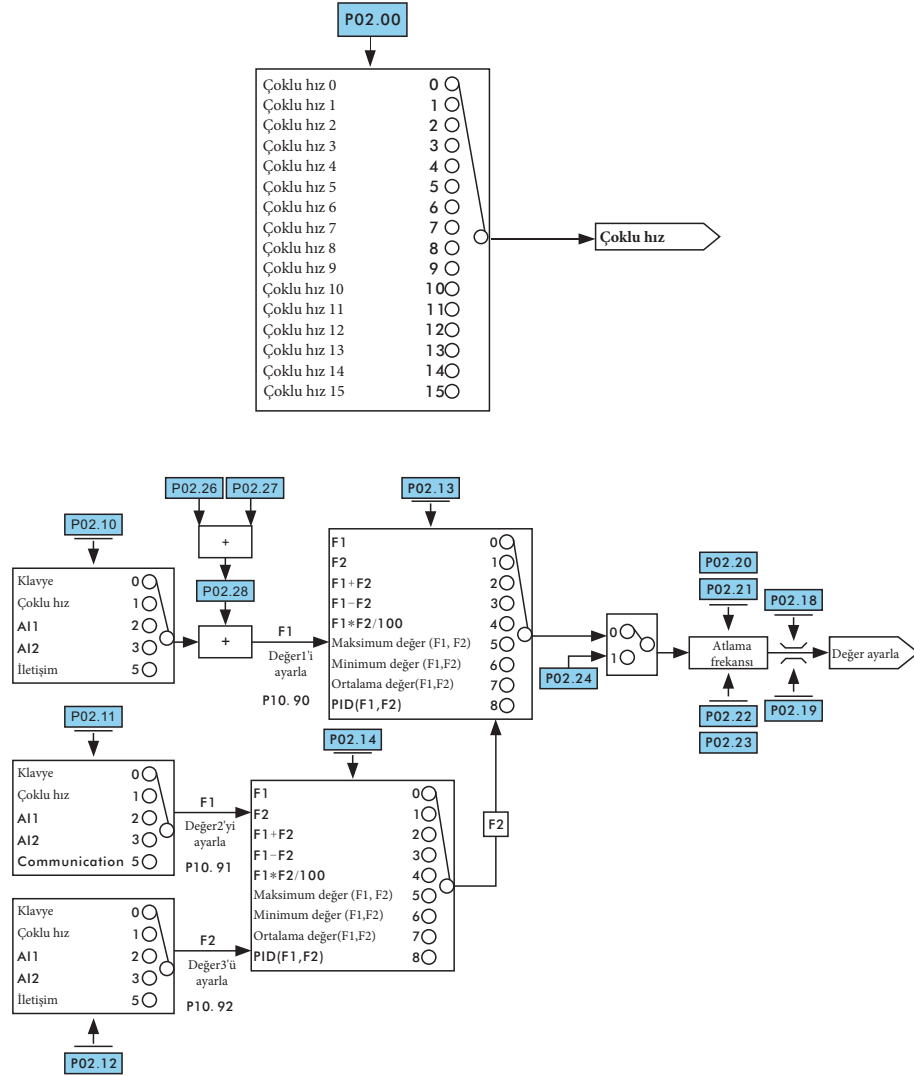 P02.00
Çoklu hız 0 0
Çoklu hız 1 1
Çoklu hız 2 2
Çoklu hız 3 3
Çoklu hız 4 4
Çoklu hız 5 5
Çoklu hız 6 6
Çoklu hız 7 7
Çoklu hız 8 8
Çoklu hız 9 9
Çoklu hız 10 10
Çoklu hız 11 11
Çoklu hız 12 12
Çoklu hız 13 13
Çoklu hız 14 14
Çoklu hız 15 15
Çoklu hız
P02.10
Klavye 0
Çoklu hız 1
AI1 2
AI2 3
İletişim 5
P02.26 P02.27
+
P02.28
+
F1
Değer1'i
ayarla
P10.90
P02.13
F1 0
F2 1
F1+F2 2
F1-F2 3
F1*F2/100 4
Maksimum değer (F1, F2) 5
Minimum değer (F1,F2) 6
Ortalama değer(F1,F2) 7
PID(F1,F2) 8
0
1
P02.24
P02.20
P02.21
Atlama
frekansı
P02.22
P02.23
P02.18
P02.19
Değer ayarla
P02.11
Klavye 0
Çoklu hız 1
AI1 2
AI2 3
Communication 5
F1
Değer2'yi
ayarla
P10.91
P02.14
F1 0
F2 1
F1+F2 2
F1-F2 3
F1*F2/100 4
Maksimum değer (F1, F2) 5
Minimum değer (F1,F2) 6
Ortalama değer(F1,F2) 7
PID(F1,F2) 8
F2
Klavye 0
Çoklu hız 1
AI1 2
AI2 3
İletişim 5
F2
Değer3'ü
ayarla
P10.92
P02.12